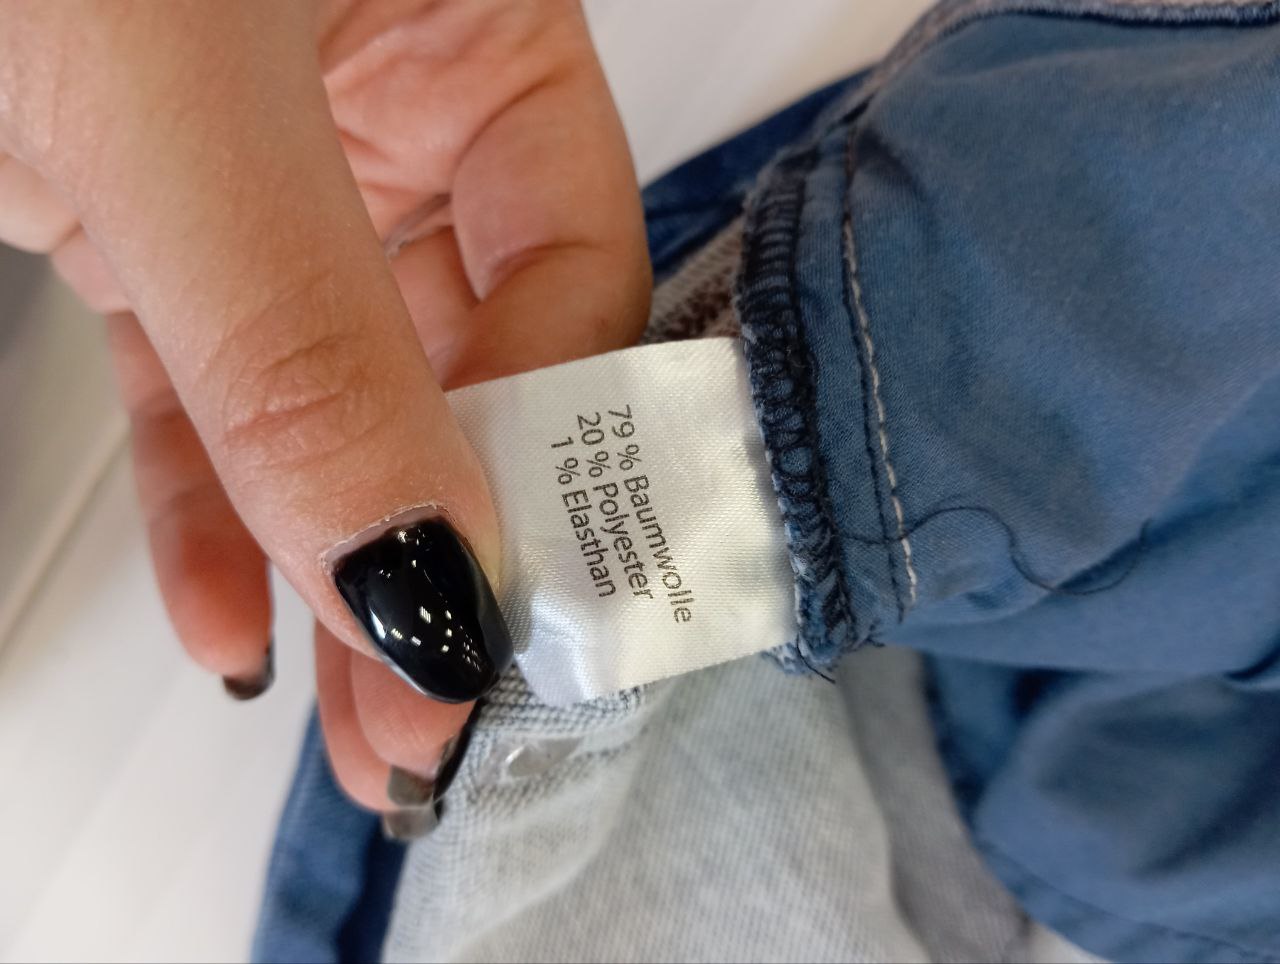 79 % Baumwolle
20 % Polyester
1 % Elasthan